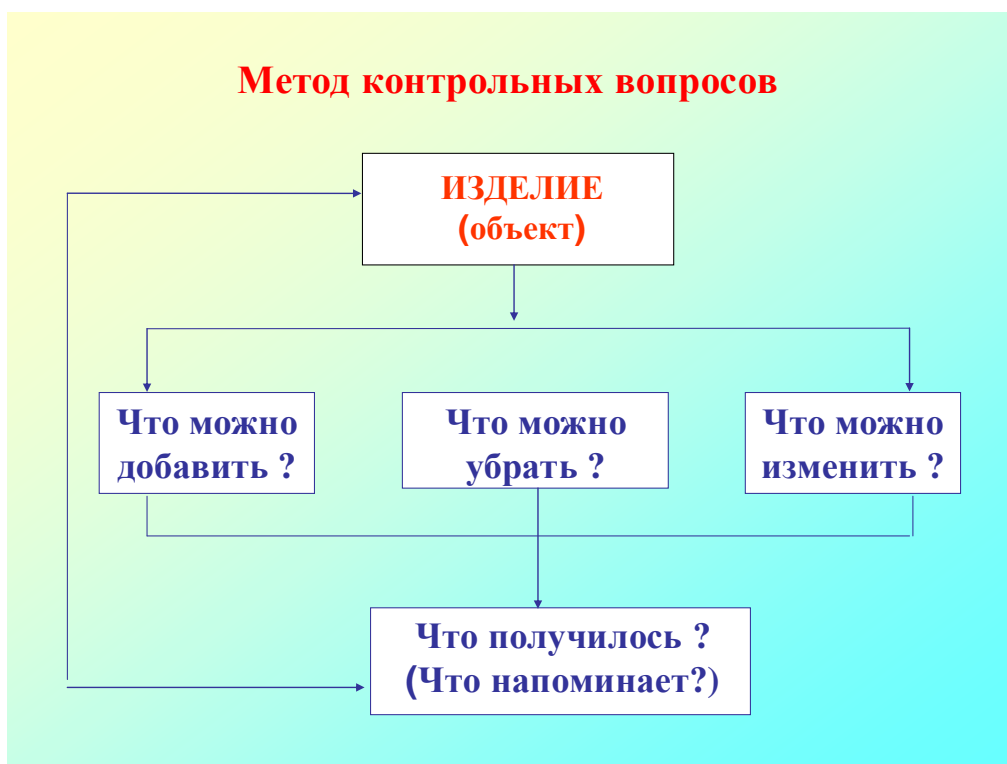 Метод контрольных вопросов
ИЗДЕЛИЕ
(объект)
Что можно
добавить ?
Что можно
убрать ?
Что можно
изменить ?
Что получилось ?
(Что напоминает?)